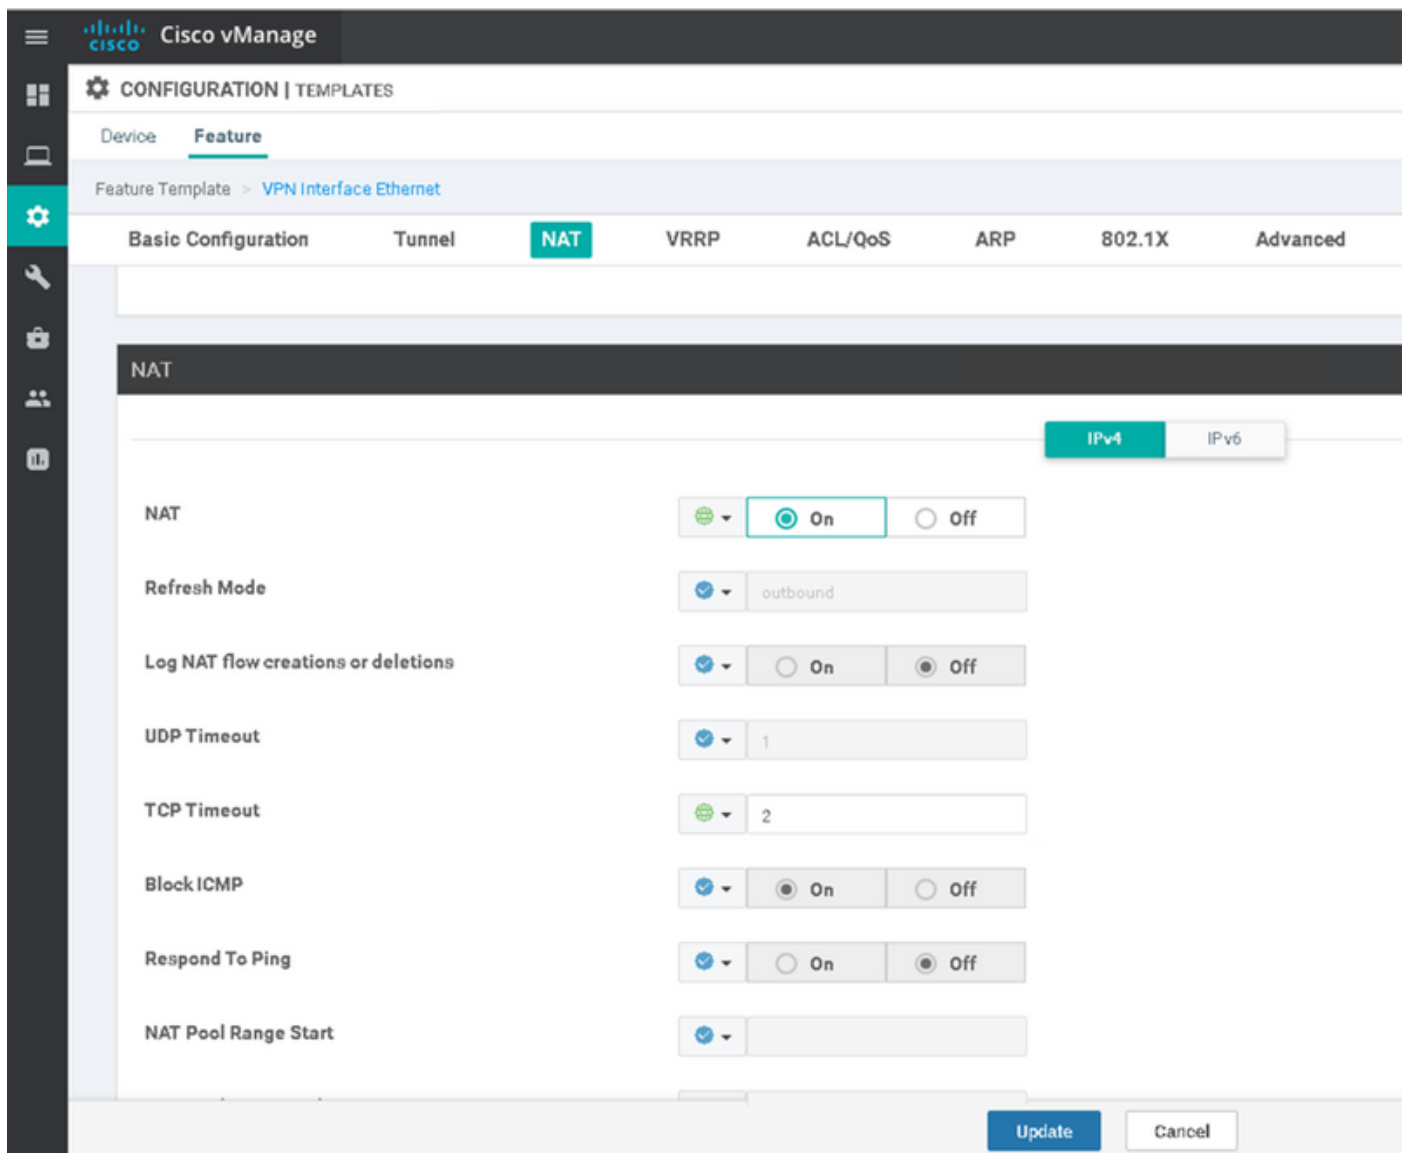 cisco Cisco vManage
CONFIGURATION | TEMPLATES
Device Feature
Feature Template > VPN Interface Ethernet
Basic Configuration Tunnel NAT VRRP ACL/QoS ARP 802.1X Advanced
NAT
IPv4 IPv6
NAT On Off
Refresh Mode outbound
Log NAT flow creations or deletions On Off
UDP Timeout 1
TCP Timeout 2
Block ICMP On Off
Respond To Ping On Off
NAT Pool Range Start
Update Cancel